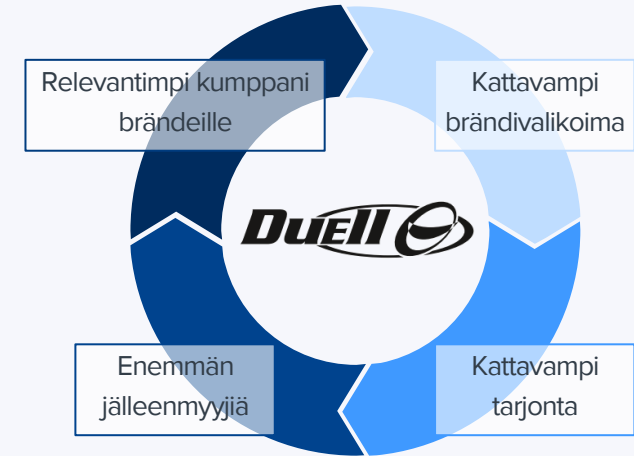 Relevantimpi kumppani
brändeille
Kattavampi
brändivalikoima
DUELL
Enemmän
jälleenmyyjiä
Kattavampi
tarjonta